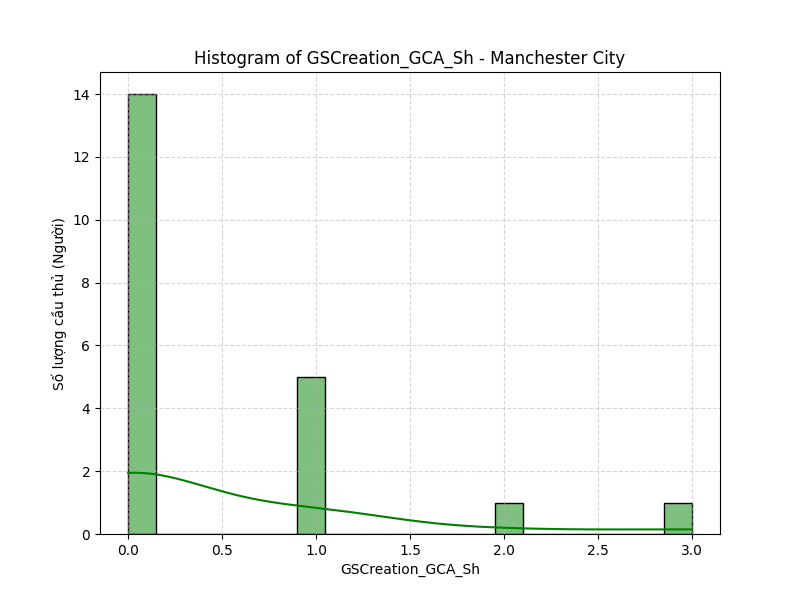 Histogram of GSCreation_GCA_Sh - Manchester City
Số lượng cầu thủ (Người)
14
12
10
8
6
4
2
0
0.0 0.5 1.0 1.5 2.0 2.5 3.0
GSCreation_GCA_Sh